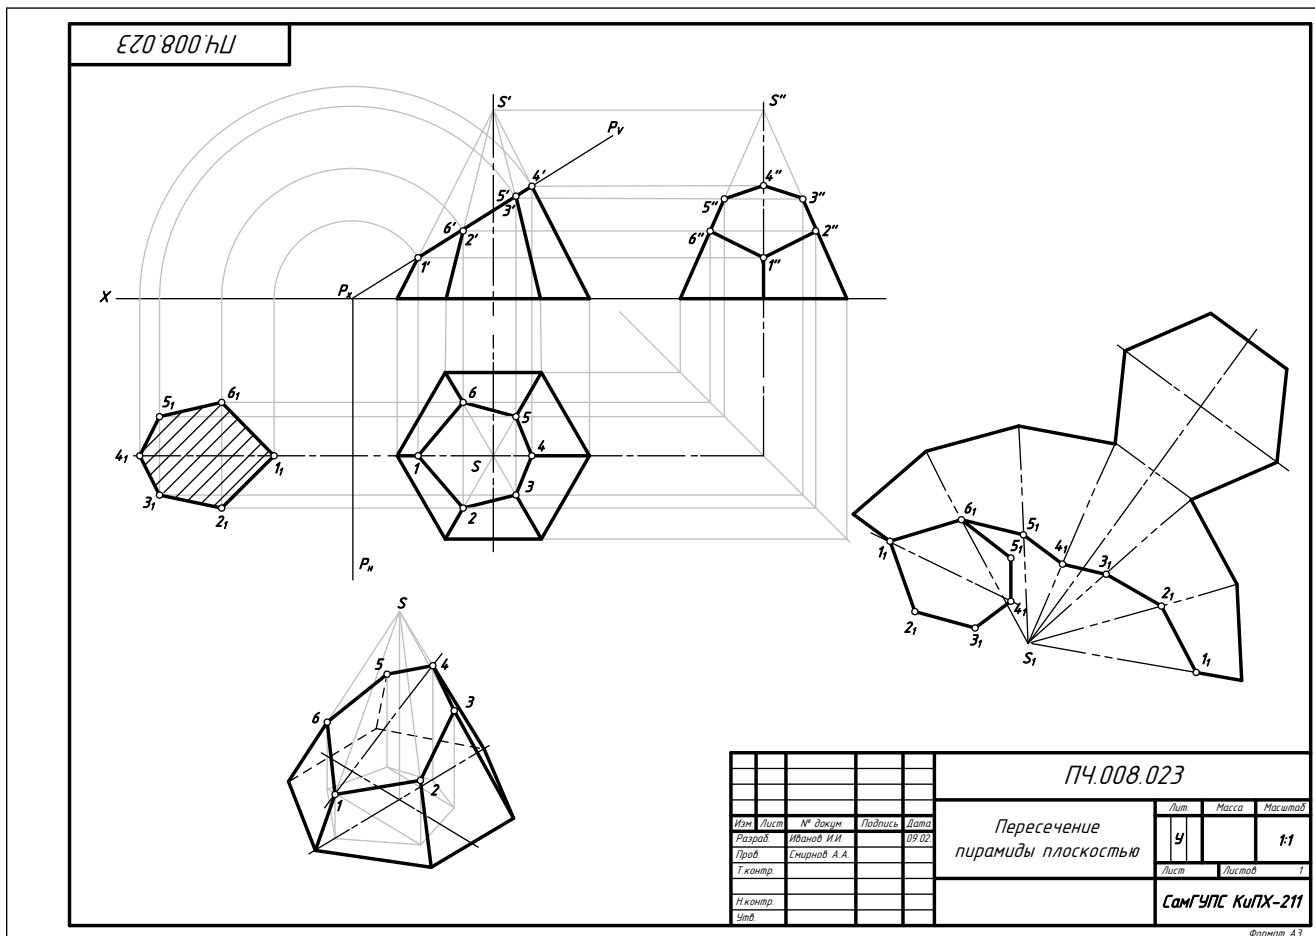 ПЧ.008.023
S' S"
Pv
4' 4"
5' 5" 3"
3'
6' 6" 2"
2'
1' 1"
X Px
5₁ 6₁ 6 5
4₁ 1₁ 1 S 4
3₁ 2₁ 2 3
Pн
6₁ 5₁
1₁ 5₁ 4₁ 3₁
4₁ 2₁
2₁ 3₁
S₁ 1₁
S
5 4
6 3
1 2
ПЧ.008.023
Изм. Лист № докум. Подпись Дата
Разраб. Иванов И.И. 09.02
Пров. Смирнов А.А.
Т.контр.
Н.контр.
Утв.
Пересечение
пирамиды плоскостью
Лит. Масса Масштаб
У 1:1
Лист Листов 1
СамГУПС КиПХ-211
Формат А3